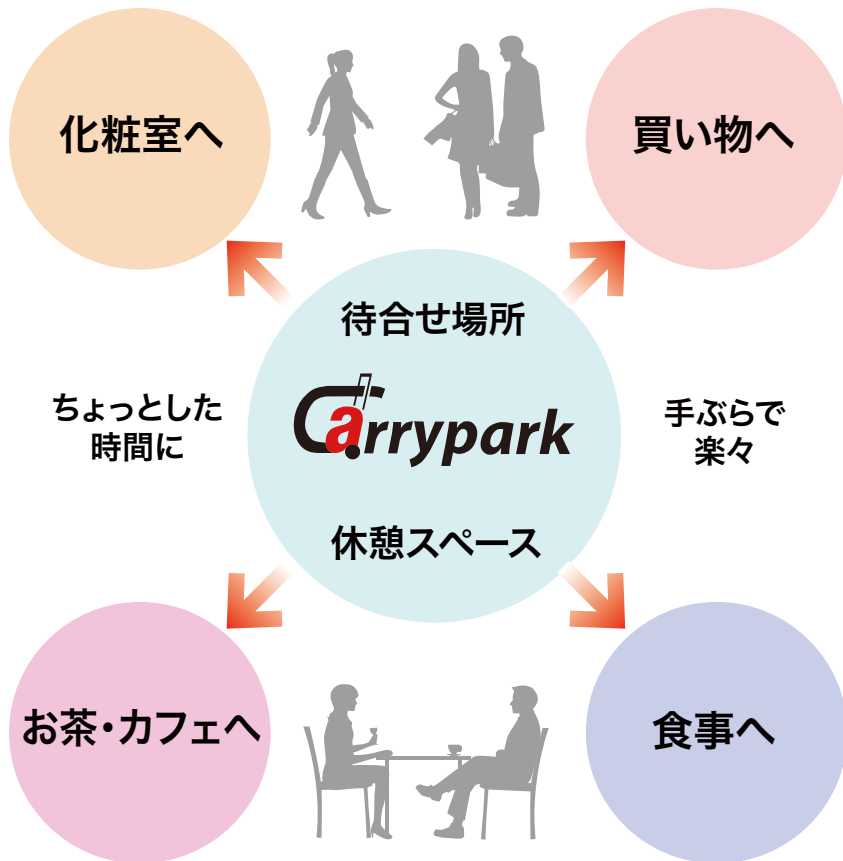 化粧室へ
買い物へ
待合せ場所
Carrypark
休憩スペース
ちょっとした
時間に
手ぶらで
楽々
お茶・カフェへ
食事へ